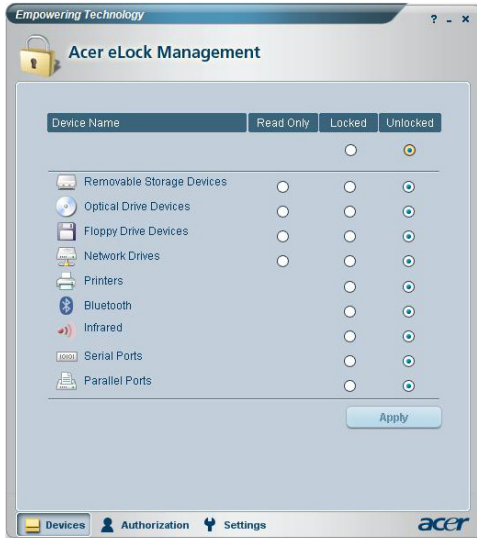 Empowering Technology
? - x
Acer eLock Management
Device Name Read Only Locked Unlocked
Removable Storage Devices
Optical Drive Devices
Floppy Drive Devices
Network Drives
Printers
Bluetooth
Infrared
10101 Serial Ports
Parallel Ports
Apply
Devices Authorization Settings acer